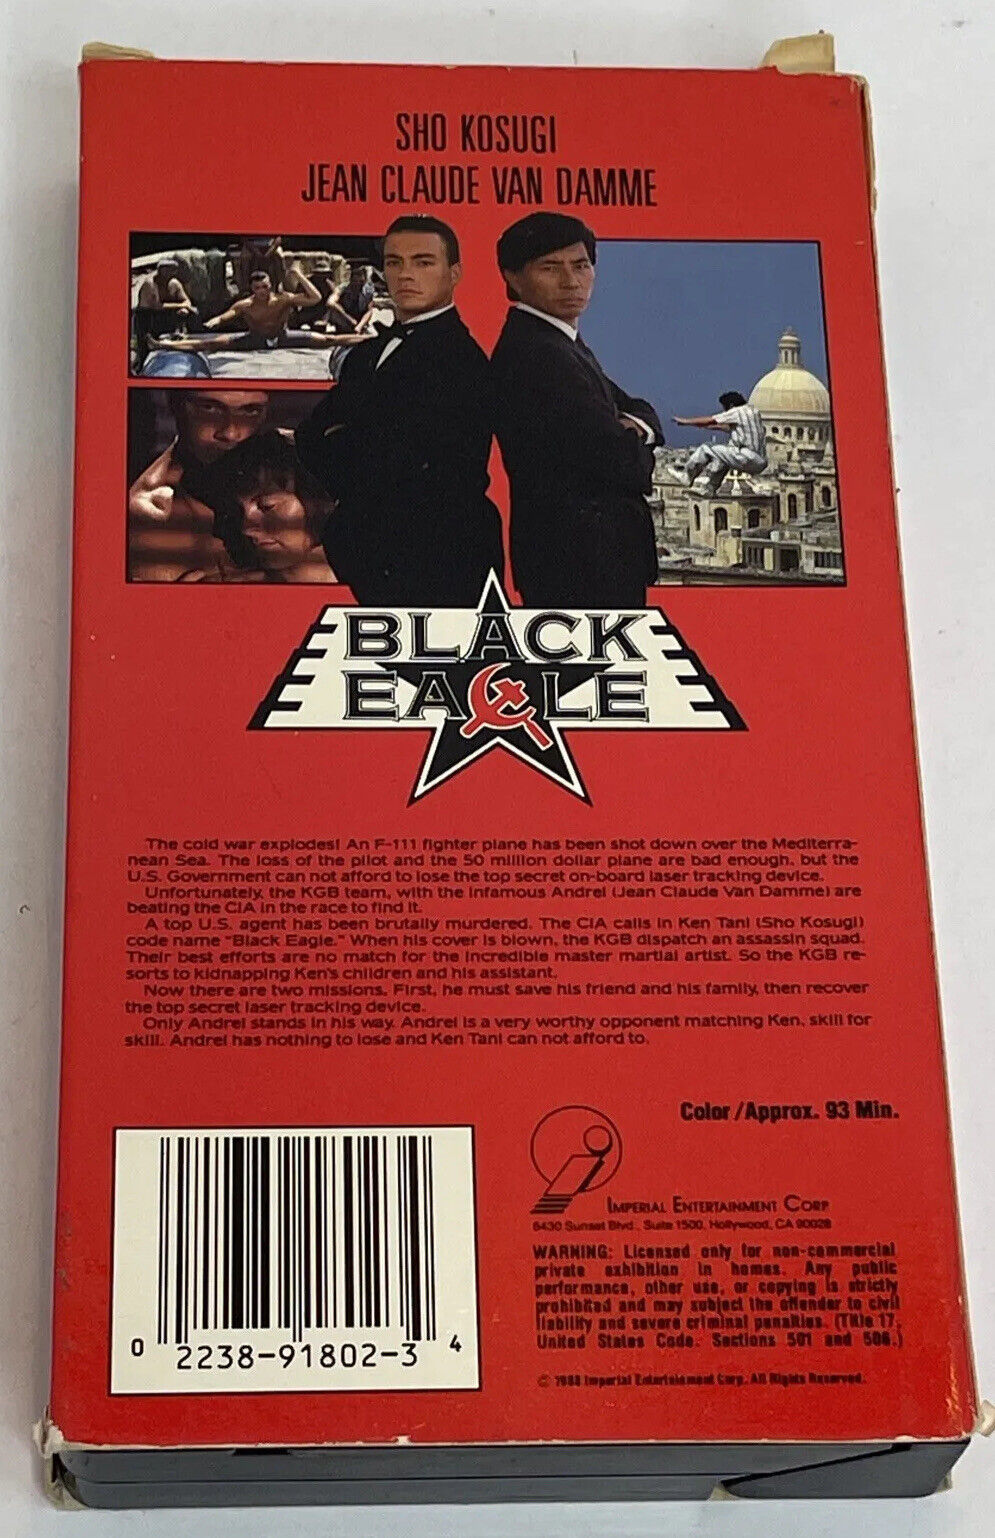 SHO KOSUGI
JEAN CLAUDE VAN DAMME
BLACK
EAGLE
The cold war explodes! An F-111 fighter plane has been shot down over the Mediterra-
nean Sea. The loss of the pilot and the 50 million dollar plane are bad enough, but the
U.S. Government can not afford to lose the top secret on-board laser tracking device.
Unfortunately, the KGB team, with the infamous Andrei (Jean Claude Van Damme) are
beating the CIA in the race to find it.
A top U.S. agent has been brutally murdered. The CIA calls in Ken Tani (Sho Kosugi)
code name "Black Eagle." When his cover is blown, the KGB dispatch an assassin squad.
Their best efforts are no match for the incredible master martial artist. So the KGB re-
sorts to kidnapping Ken's children and his assistant.
Now there are two missions. First, he must save his friend and his family, then recover
the top secret laser tracking device.
Only Andrei stands in his way. Andrei is a very worthy opponent matching Ken, skill for
skill. Andrei has nothing to lose and Ken Tani can not afford to.
Color/Approx. 93 Min.
IMPERIAL ENTERTAINMENT CORP
6430 Sunset Blvd., Suite 1500, Hollywood, CA 90028
WARNING: Licensed only for non-commercial
private exhibition in homes. Any public
performance, other use, or copying is strictly
prohibited and may subject the offender to civil
liability and severe criminal penalties. (Title 17,
United States Code. Sections 501 and 506.)
© 1988 Imperial Entertainment Corp. All Rights Reserved.
0 2238-91802-3 4